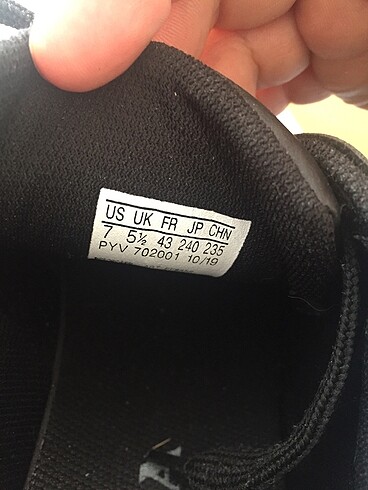 US UK FR JP CHN
7 5½ 43 240 235
PYV 702001 10/19